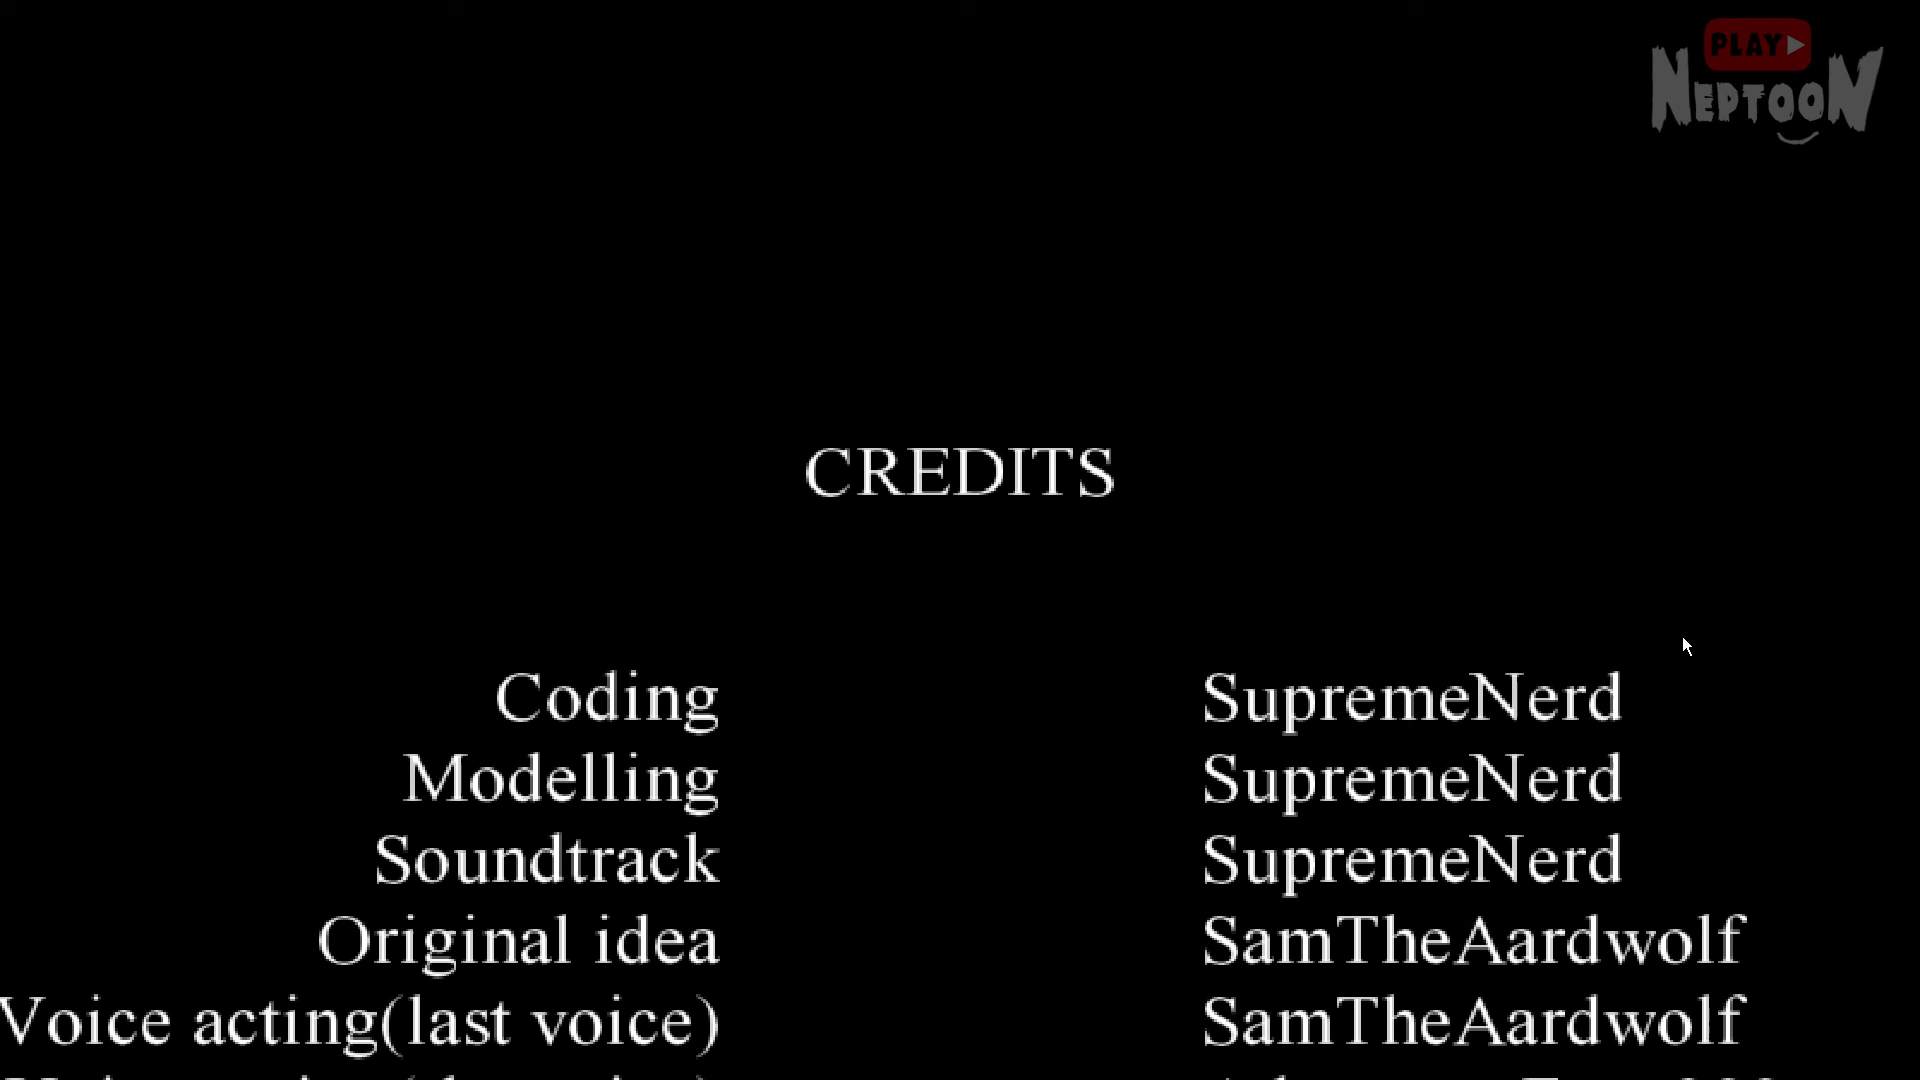 PLAY
NEPTOON
CREDITS
Coding SupremeNerd
Modelling SupremeNerd
Soundtrack SupremeNerd
Original idea SamTheAardwolf
Voice acting(last voice) SamTheAardwolf